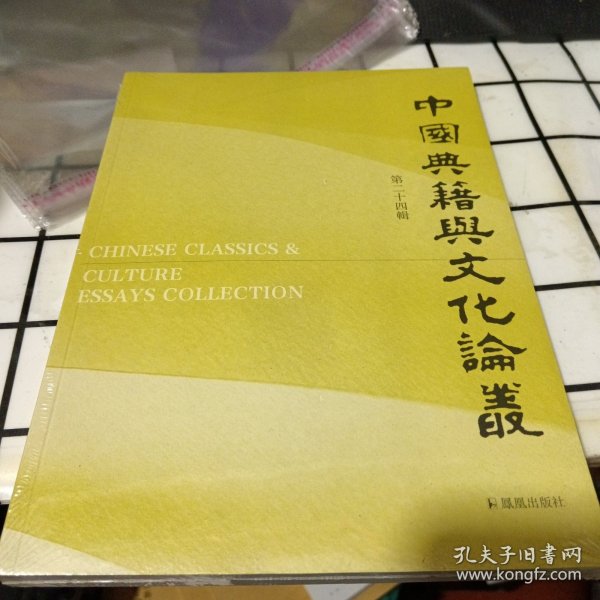 中國典籍與文化論叢
第二十四輯
CHINESE CLASSICS &
CULTURE
ESSAYS COLLECTION
鳳凰出版社
孔夫子旧书网
www.kongfz.com